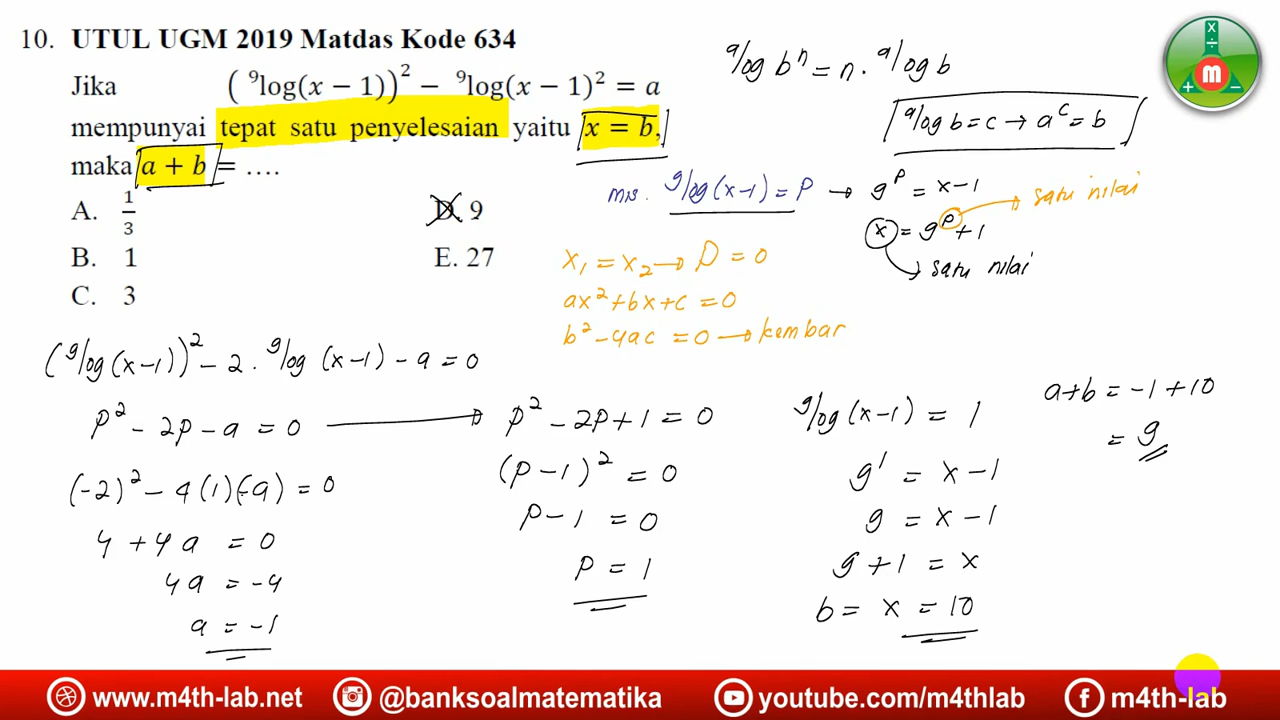 10. UTUL UGM 2019 Matdas Kode 634
Jika (⁹log(x − 1))² − ⁹log(x − 1)² = a
mempunyai tepat satu penyelesaian yaitu x = b,
maka a + b = ….
A. 1/3
B. 1
C. 3
D. 9
E. 27
ᵃlog bⁿ = n . ᵃlog b
ᵃlog b = c → aᶜ = b
mis. ⁹log(x−1) = P → 9ᴾ = x−1
x = 9ᴾ + 1
satu nilai
satu nilai
x₁ = x₂ → D = 0
ax² + bx + c = 0
b² − 4ac = 0 → kembar
(⁹log(x−1))² − 2 . ⁹log (x−1) − a = 0
P² − 2P − a = 0
(−2)² − 4(1)(−a) = 0
4 + 4a = 0
4a = −4
a = −1
P² − 2P + 1 = 0
(P − 1)² = 0
P − 1 = 0
P = 1
⁹log(x−1) = 1
9¹ = x − 1
9 = x − 1
9 + 1 = x
b = x = 10
a+b = −1 + 10
= 9
x
÷
m
+
−
www.m4th-lab.net
@banksoalmatematika
youtube.com/m4thlab
f m4th-lab